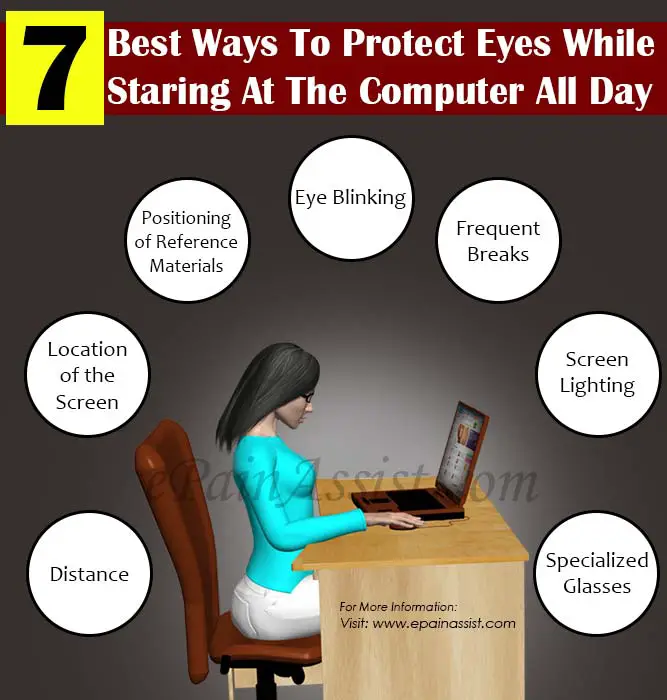 7
Best Ways To Protect Eyes While
Staring At The Computer All Day
Eye Blinking
Positioning
of Reference
Materials
Frequent
Breaks
Location
of the
Screen
Screen
Lighting
ePainAssist.com
Distance
Specialized
Glasses
For More Information:
Visit: www.epainassist.com